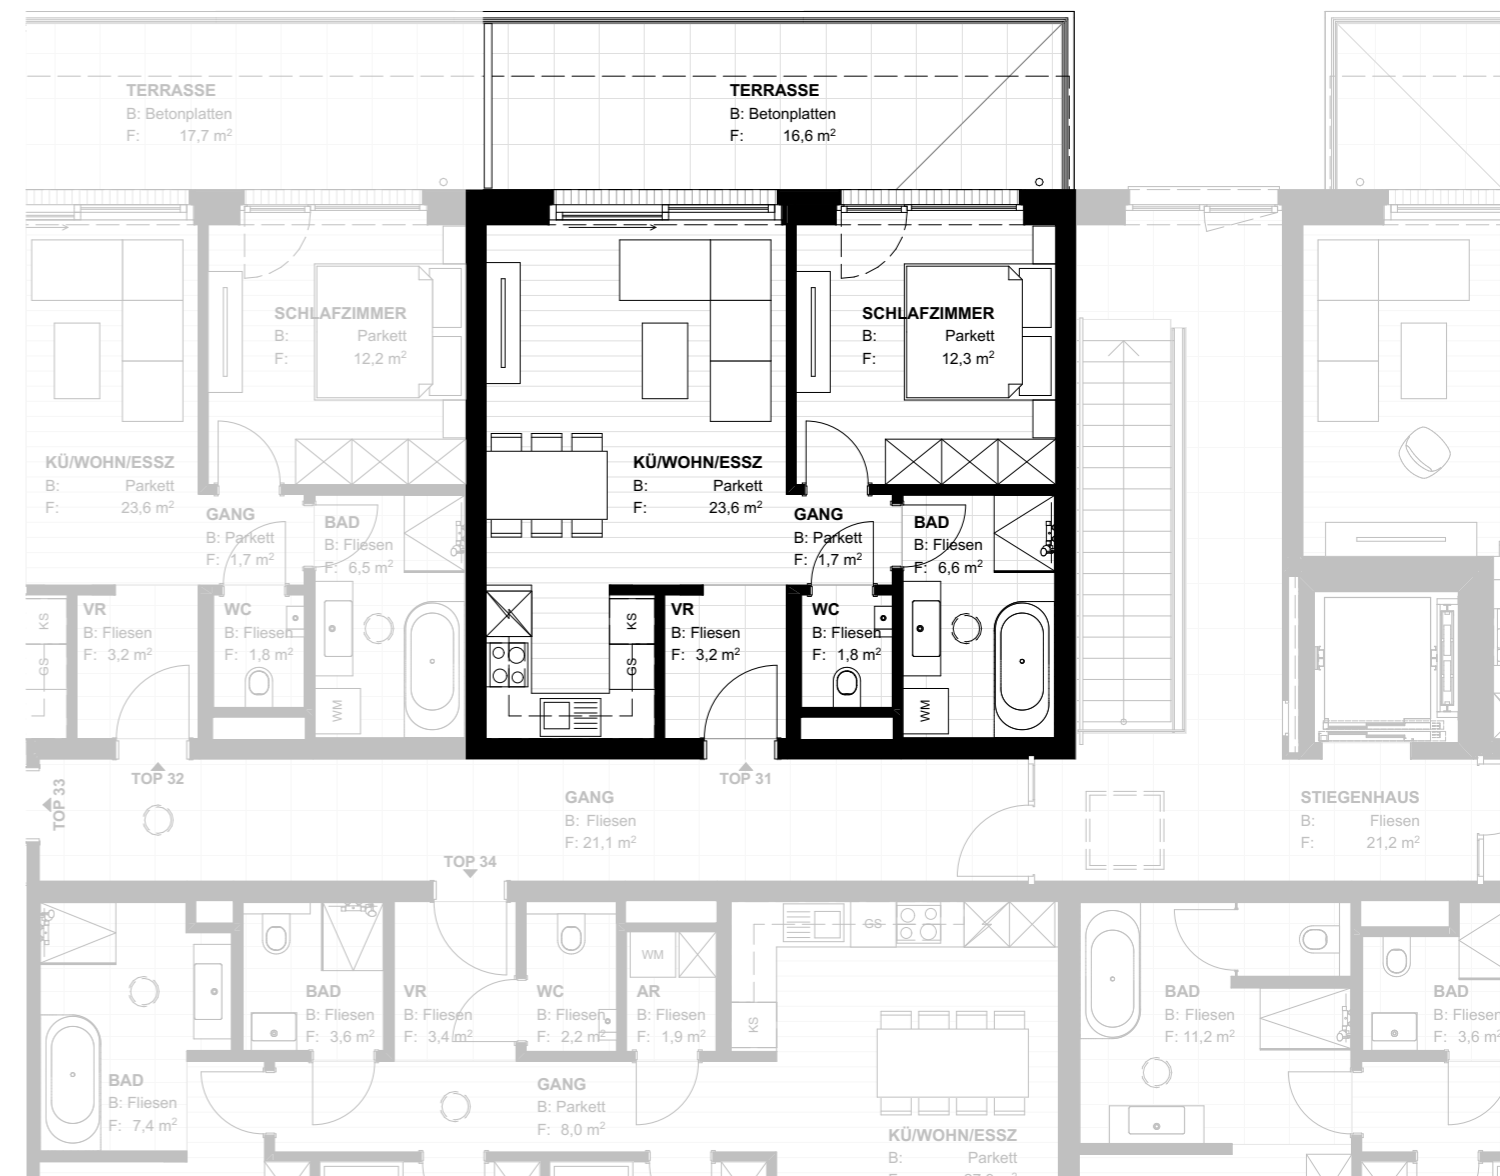 TERRASSE
B: Betonplatten
F: 17,7 m²
TERRASSE
B: Betonplatten
F: 16,6 m²
SCHLAFZIMMER
B: Parkett
F: 12,2 m²
SCHLAFZIMMER
B: Parkett
F: 12,3 m²
KÜ/WOHN/ESSZ
B: Parkett
F: 23,6 m²
KÜ/WOHN/ESSZ
B: Parkett
F: 23,6 m²
GANG
B: Parkett
F: 1,7 m²
BAD
B: Fliesen
F: 6,5 m²
GANG
B: Parkett
F: 1,7 m²
BAD
B: Fliesen
F: 6,6 m²
KS
GS
VR
B: Fliesen
F: 3,2 m²
WC
B: Fliesen
F: 1,8 m²
WM
KS
GS
VR
B: Fliesen
F: 3,2 m²
WC
B: Fliesen
F: 1,8 m²
WM
TOP 33
TOP 32
TOP 31
GANG
B: Fliesen
F: 21,1 m²
STIEGENHAUS
B: Fliesen
F: 21,2 m²
TOP 34
GS
WM
KS
BAD
B: Fliesen
F: 3,6 m²
VR
B: Fliesen
F: 3,4 m²
WC
B: Fliesen
F: 2,2 m²
AR
B: Fliesen
F: 1,9 m²
BAD
B: Fliesen
F: 11,2 m²
BAD
B: Fliesen
F: 3,6 m²
BAD
B: Fliesen
F: 7,4 m²
GANG
B: Parkett
F: 8,0 m²
KÜ/WOHN/ESSZ
B: Parkett